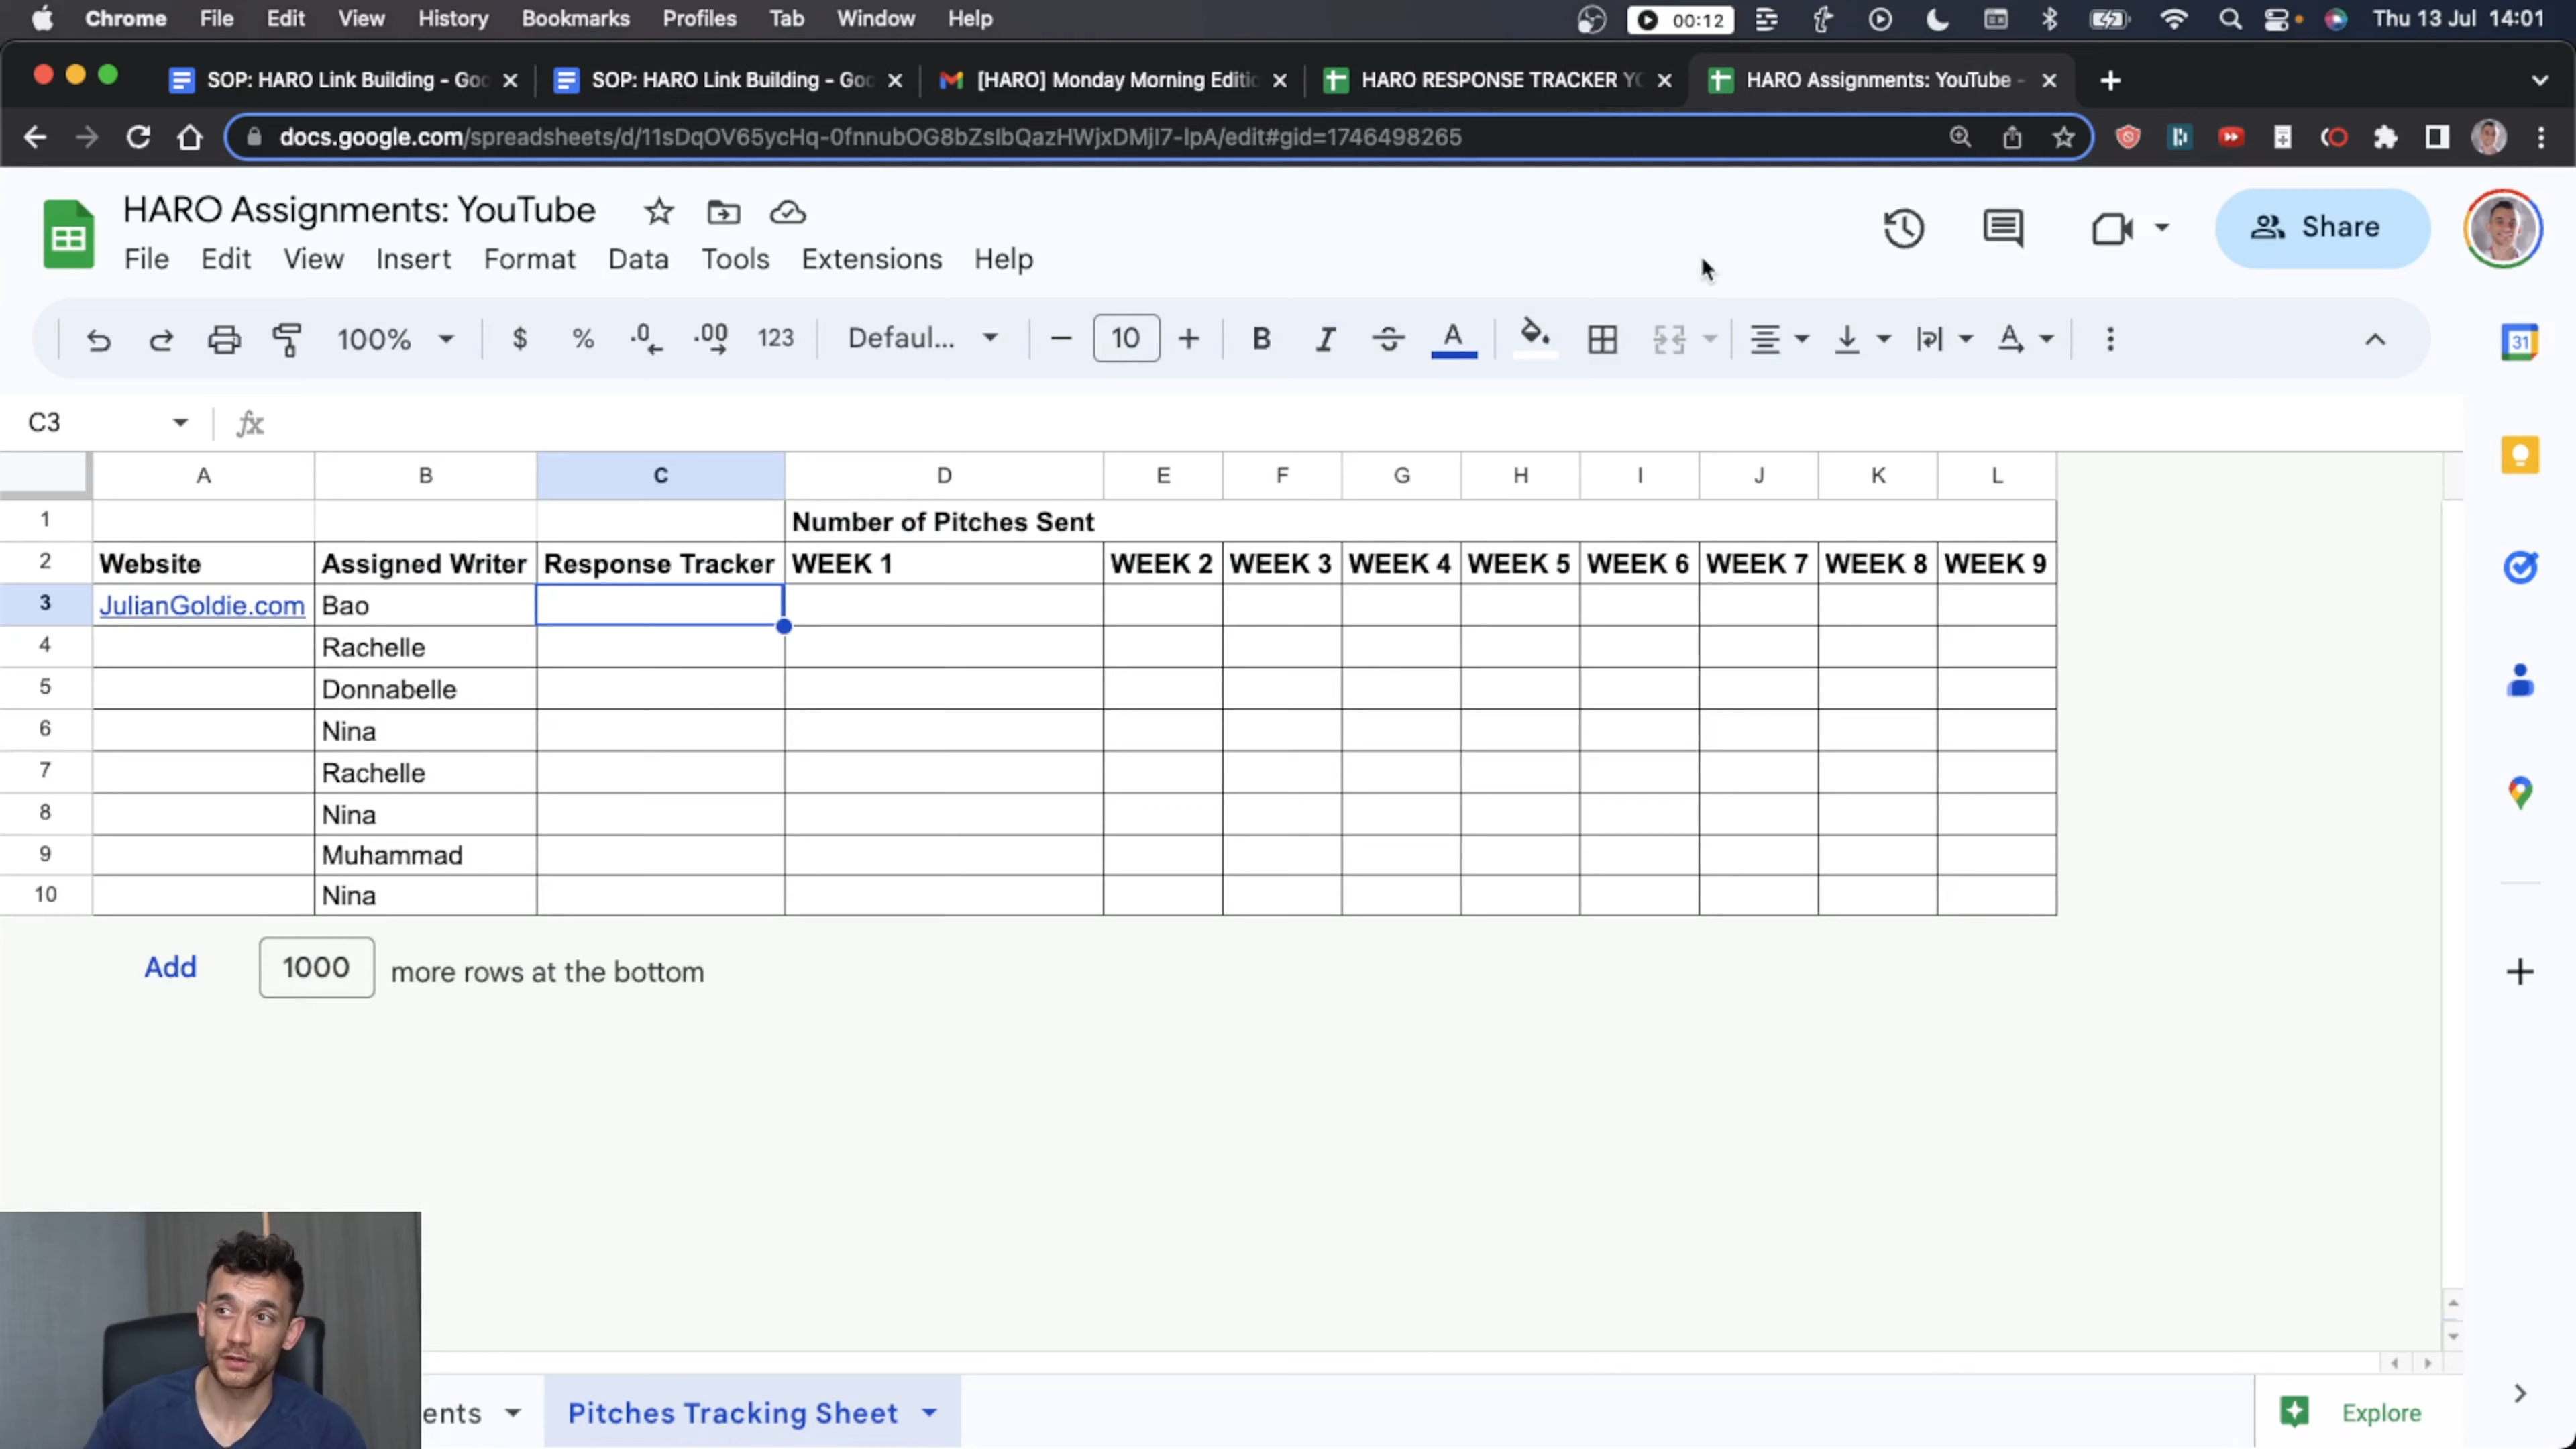 Chrome File Edit View History Bookmarks Profiles Tab Window Help 00:12 Thu 13 Jul 14:01
SOP: HARO Link Building - Goo SOP: HARO Link Building - Goo [HARO] Monday Morning Editio HARO RESPONSE TRACKER YO HARO Assignments: YouTube -
docs.google.com/spreadsheets/d/11sDqOV65ycHq-0fnnubOG8bZsIbQazHWjxDMjI7-IpA/edit#gid=1746498265
HARO Assignments: YouTube
Share
File Edit View Insert Format Data Tools Extensions Help
100% $ % .0 .00 123 Defaul... 10 B I A A
31
C3 fx
A B C D E F G H I J K L
1 Number of Pitches Sent
2 Website Assigned Writer Response Tracker WEEK 1 WEEK 2 WEEK 3 WEEK 4 WEEK 5 WEEK 6 WEEK 7 WEEK 8 WEEK 9
3 JulianGoldie.com Bao
4 Rachelle
5 Donnabelle
6 Nina
7 Rachelle
8 Nina
9 Muhammad
10 Nina
Add 1000 more rows at the bottom
ents Pitches Tracking Sheet Explore